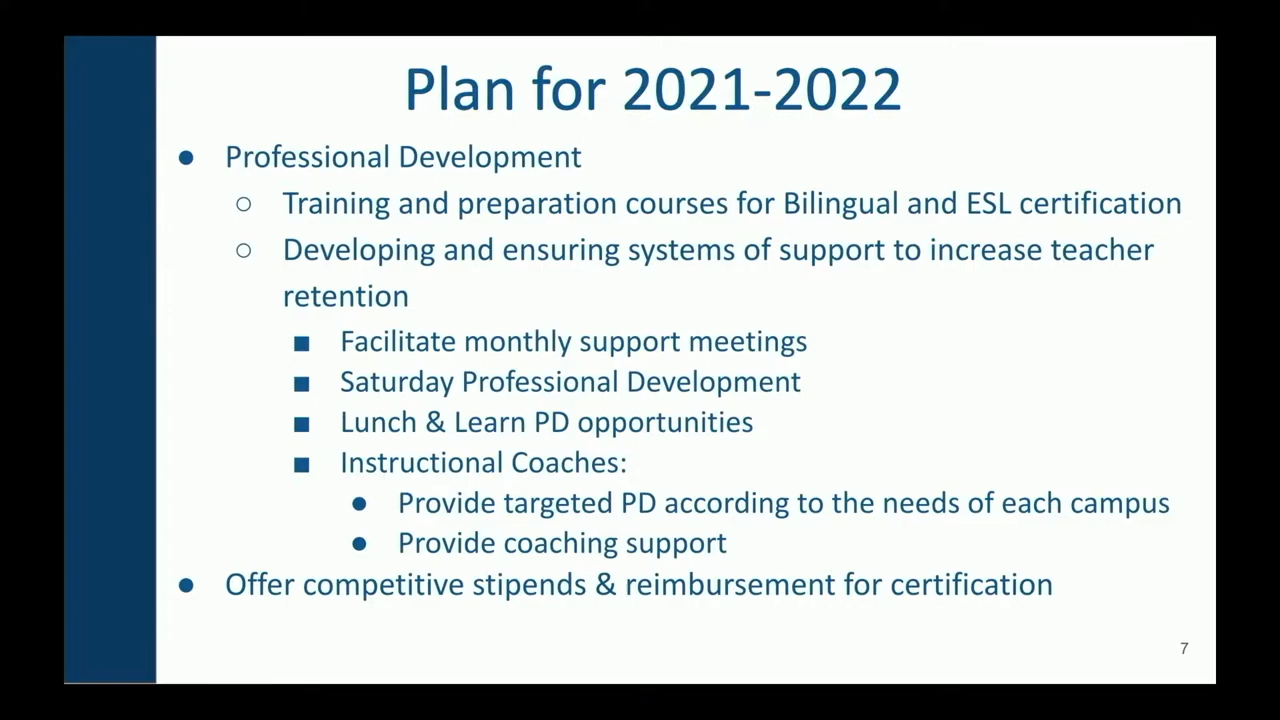 Plan for 2021-2022
● Professional Development
○ Training and preparation courses for Bilingual and ESL certification
○ Developing and ensuring systems of support to increase teacher
retention
■ Facilitate monthly support meetings
■ Saturday Professional Development
■ Lunch & Learn PD opportunities
■ Instructional Coaches:
● Provide targeted PD according to the needs of each campus
● Provide coaching support
● Offer competitive stipends & reimbursement for certification
7